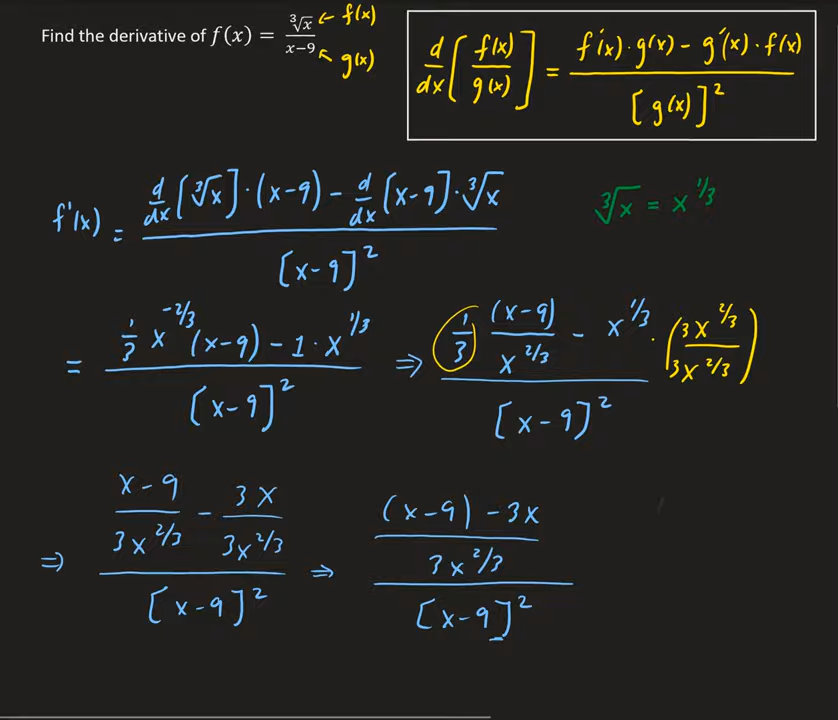 Find the derivative of f(x) = ∛x / (x−9) ← f(x) ↖ g(x)
d/dx [ f(x)/g(x) ] = ( f'(x) · g(x) − g'(x) · f(x) ) / [ g(x) ]²
f'(x) = ( d/dx [∛x] · (x−9) − d/dx [x−9] · ∛x ) / [x−9]²
∛x = x^(1/3)
= ( 1/3 x^(−2/3) (x−9) − 1 · x^(1/3) ) / [x−9]² ⇒ ( 1/3 (x−9)/x^(2/3) − x^(1/3) · ( 3x^(2/3) / 3x^(2/3) ) ) / [x−9]²
⇒ ( (x−9)/3x^(2/3) − 3x/3x^(2/3) ) / [x−9]² ⇒ ( ((x−9) − 3x) / 3x^(2/3) ) / [x−9]²